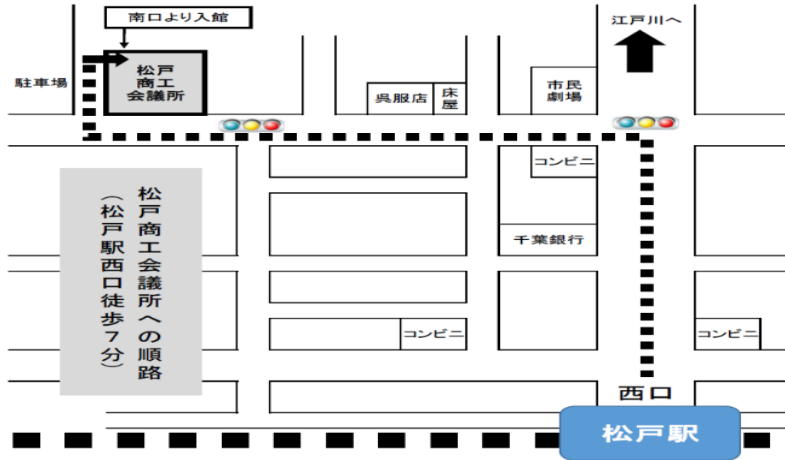 南口より入館
江戸川へ
駐車場
松戸
商工
会議所
呉服店
床屋
市民
劇場
コンビニ
千葉銀行
松戸商工会議所への順路
（松戸駅西口徒歩７分）
コンビニ
コンビニ
西口
松戸駅